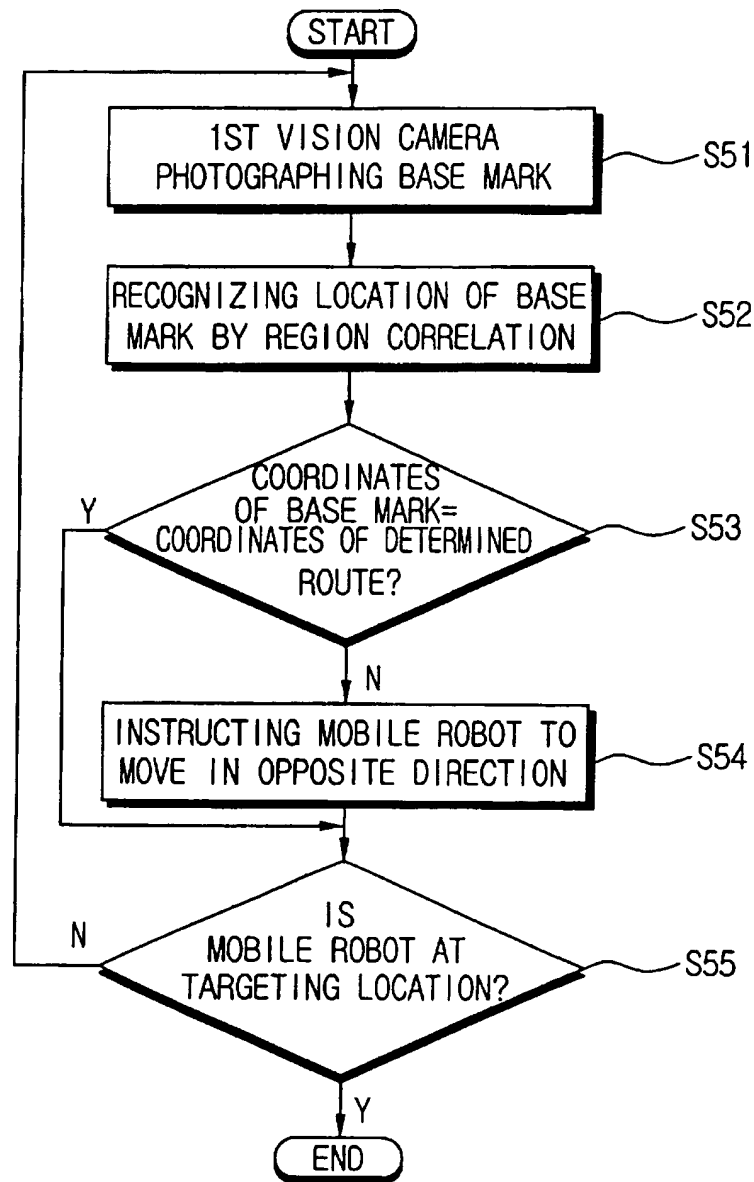 START
1ST VISION CAMERA
PHOTOGRAPHING BASE MARK
S51
RECOGNIZING LOCATION OF BASE
MARK BY REGION CORRELATION
S52
COORDINATES
OF BASE MARK=
COORDINATES OF DETERMINED
ROUTE?
Y
S53
N
INSTRUCTING MOBILE ROBOT TO
MOVE IN OPPOSITE DIRECTION
S54
IS
MOBILE ROBOT AT
TARGETING LOCATION?
N
S55
Y
END